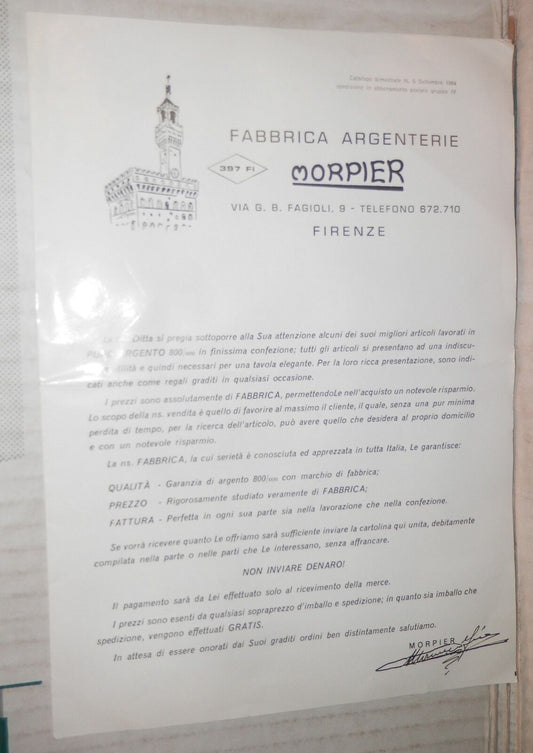 Catalogo bimestrale N. 5 Settembre 1964
spedizione in abbonamento postale gruppo IV
FABBRICA ARGENTERIE
397 FI
MORPIER
VIA G. B. FAGIOLI, 9 - TELEFONO 672.710
FIRENZE
La Ditta si pregia sottoporre alla Sua attenzione alcuni dei suoi migliori articoli lavorati in
PURO ARGENTO 800/000 in finissima confezione; tutti gli articoli si presentano ad una indiscu-
utilità e quindi necessari per una tavola elegante. Per la loro ricca presentazione, sono indi-
cati anche come regali graditi in qualsiasi occasione.
I prezzi sono assolutamente di FABBRICA, permettendoLe nell'acquisto un notevole risparmio.
Lo scopo della ns. vendita è quello di favorire al massimo il cliente, il quale, senza una pur minima
perdita di tempo, per la ricerca dell'articolo, può avere quello che desidera al proprio domicilio
e con un notevole risparmio.
La ns. FABBRICA, la cui serietà è conosciuta ed apprezzata in tutta Italia, Le garantisce:
QUALITÀ - Garanzia di argento 800/000 con marchio di fabbrica;
PREZZO - Rigorosamente studiato veramente di FABBRICA;
FATTURA - Perfetta in ogni sua parte sia nella lavorazione che nella confezione.
Se vorrà ricevere quanto Le offriamo sarà sufficiente inviare la cartolina qui unita, debitamente
compilata nella parte o nelle parti che Le interessano, senza affrancare.
NON INVIARE DENARO!
Il pagamento sarà da Lei effettuato solo al ricevimento della merce.
I prezzi sono esenti da qualsiasi sopraprezzo d'imballo e spedizione; in quanto sia imballo che
spedizione, vengono effettuati GRATIS.
In attesa di essere onorati dai Suoi graditi ordini ben distintamente salutiamo.
MORPIER